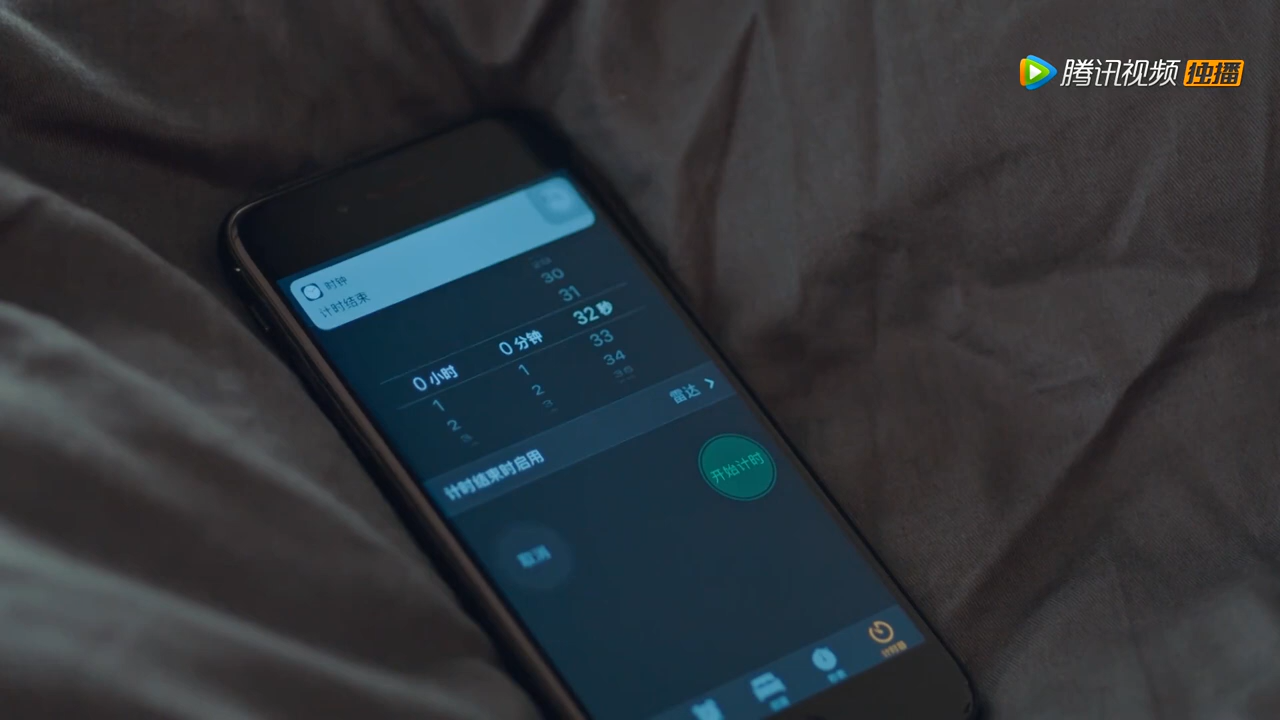 腾讯视频 独播
时钟
计时结束
30
31
0 小时 0 分钟 32 秒
1 1 33
2 2 34
3
计时结束时启用 雷达
取消 开始计时
计时器